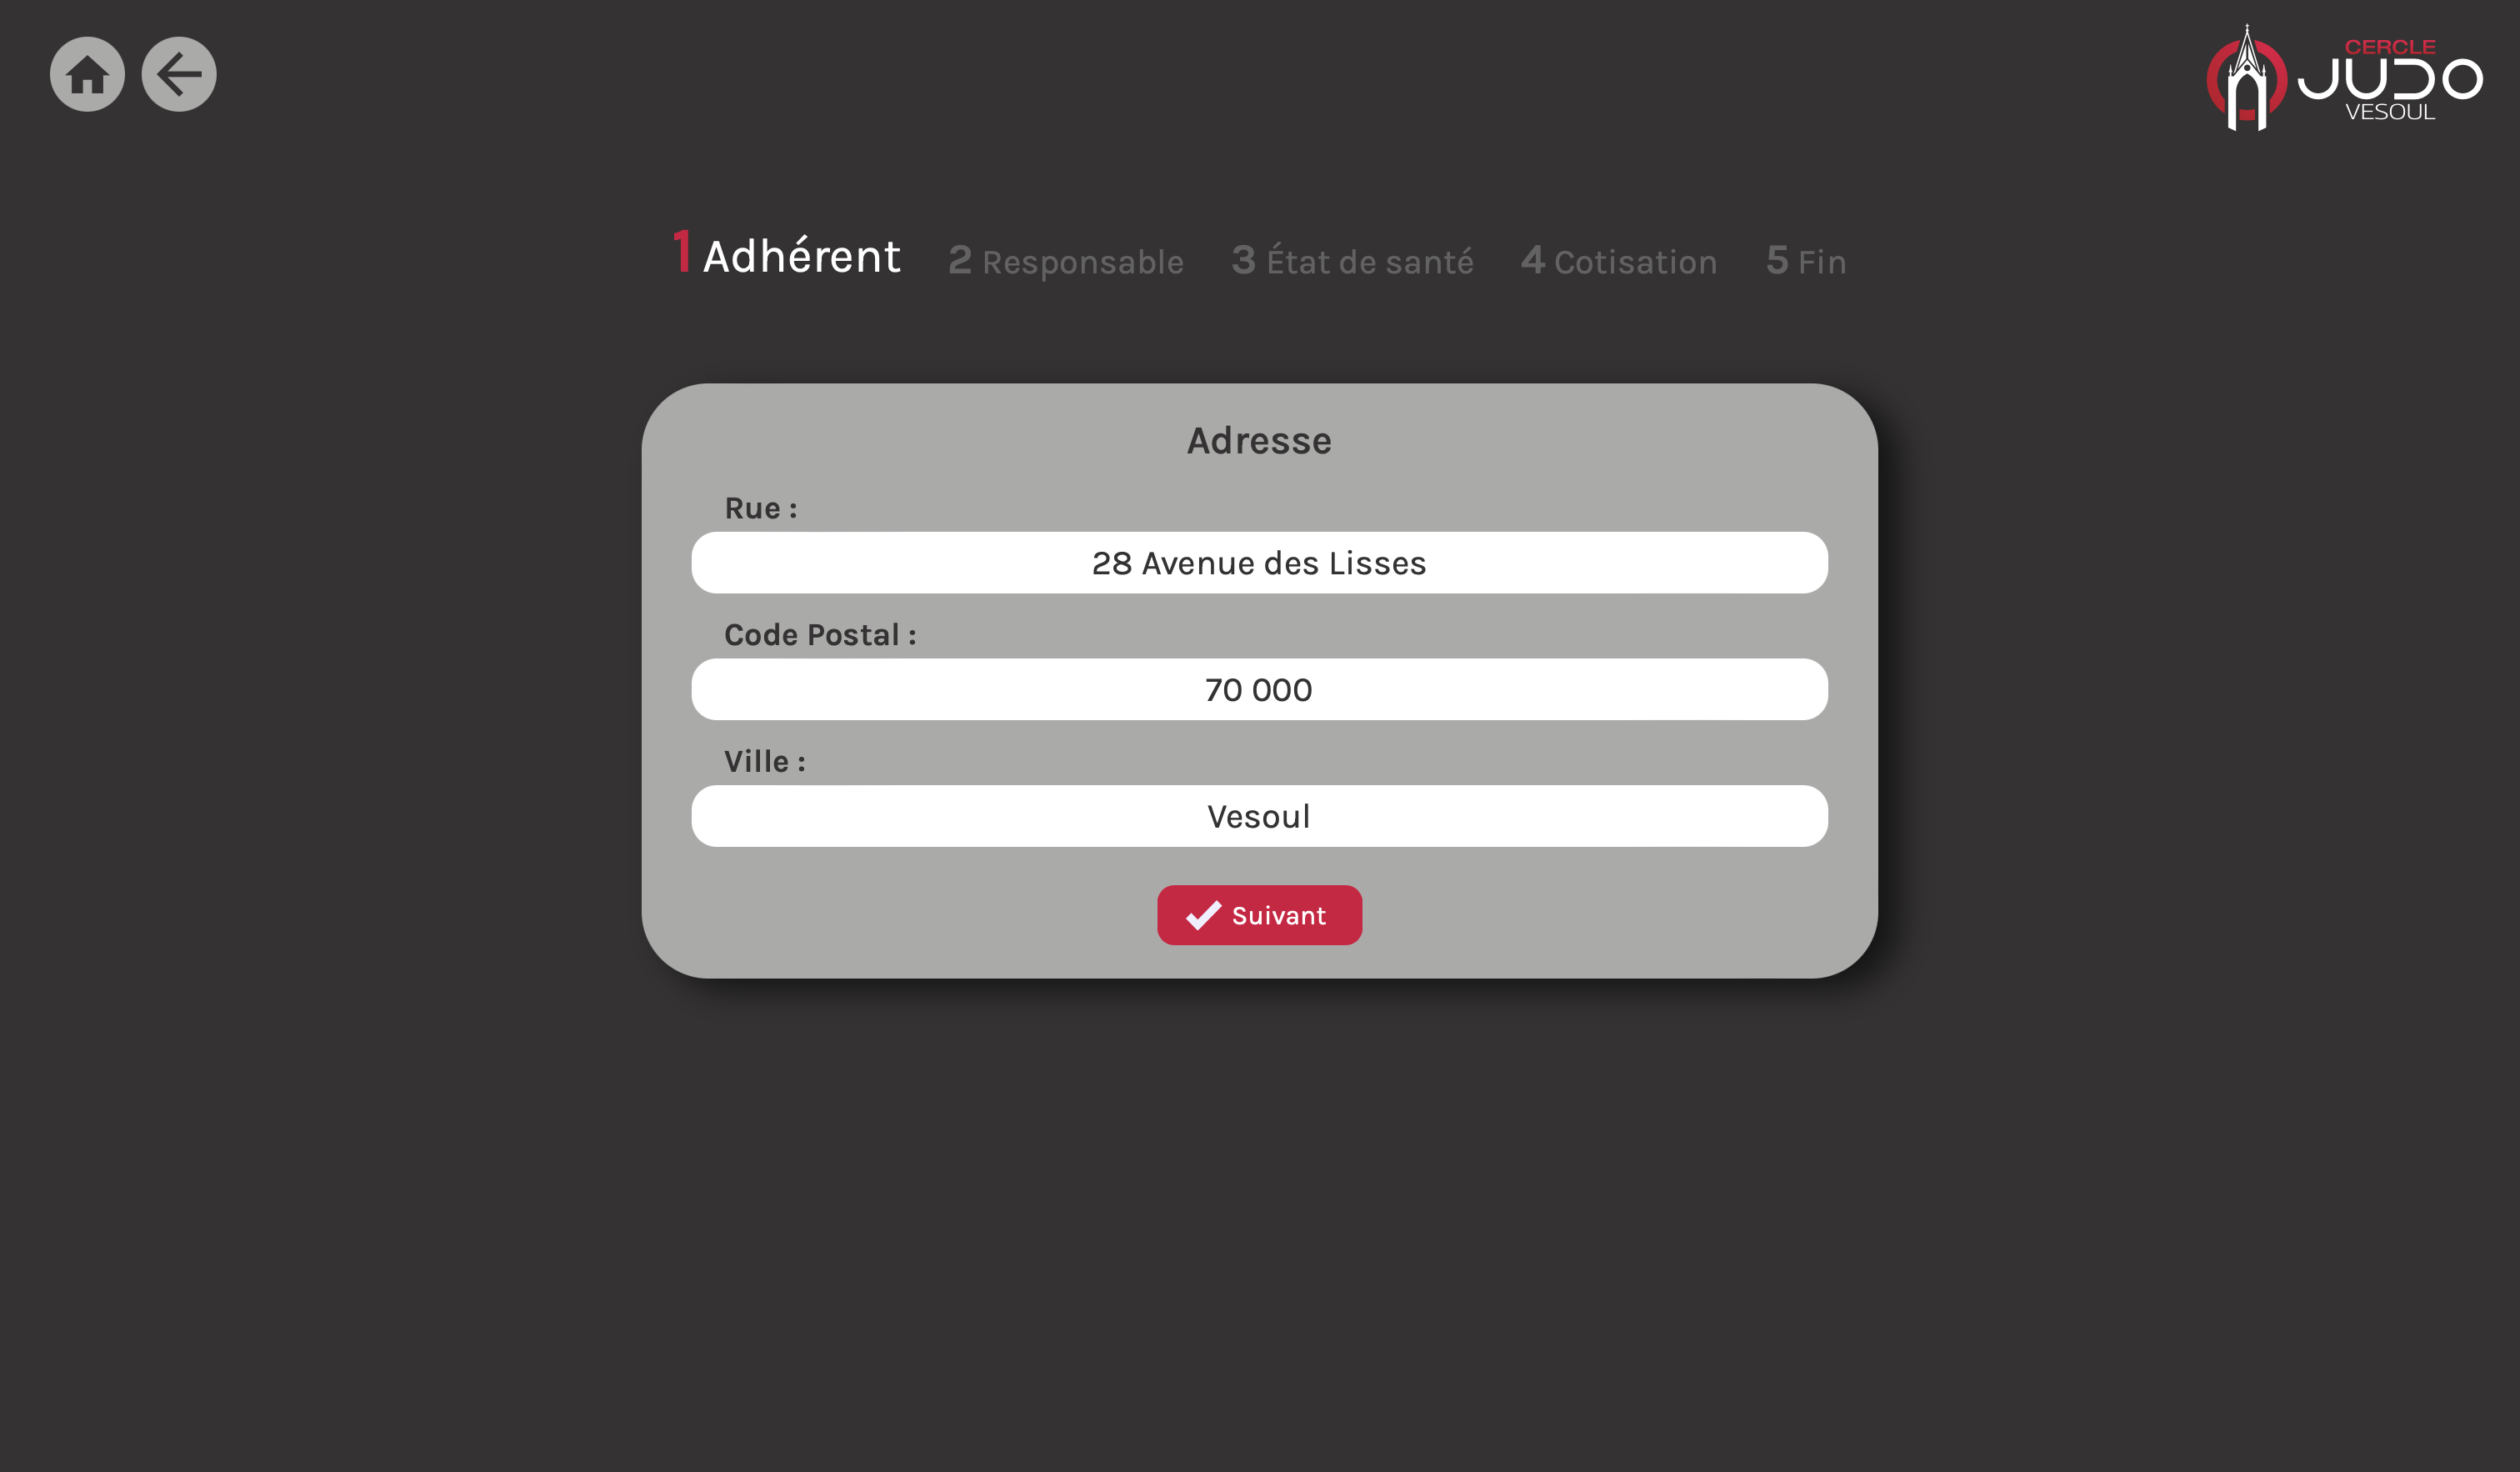 CERCLE
JUDO
VESOUL
1 Adhérent 2 Responsable 3 État de santé 4 Cotisation 5 Fin
Adresse
Rue :
28 Avenue des Lisses
Code Postal :
70 000
Ville :
Vesoul
Suivant